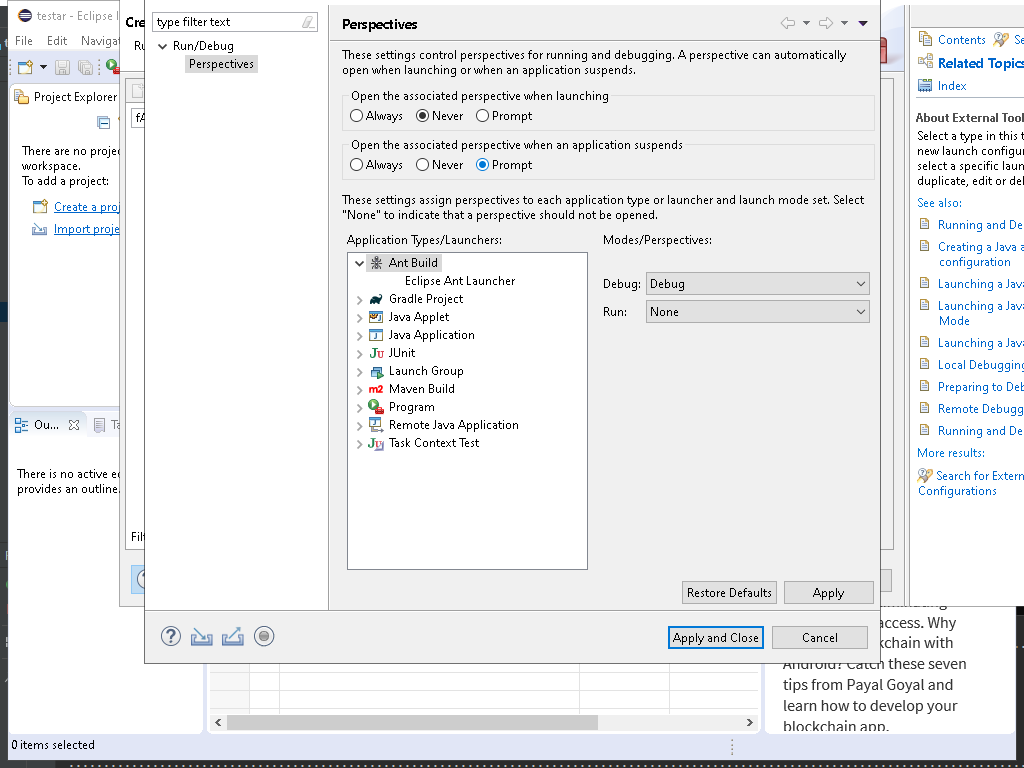 testar - Eclipse I
File
Edit
Navigat
Project Explorer
There are no proje
workspace.
To add a project:
Create a proj
Import proje
Ou...
Ta
There is no active ed
provides an outline.
0 items selected
Cre
Ru
Filt
type filter text
Run/Debug
Perspectives
Perspectives
These settings control perspectives for running and debugging. A perspective can automatically
open when launching or when an application suspends.
Open the associated perspective when launching
Always
Never
Prompt
Open the associated perspective when an application suspends
Always
Never
Prompt
These settings assign perspectives to each application type or launcher and launch mode set. Select
"None" to indicate that a perspective should not be opened.
Application Types/Launchers:
Modes/Perspectives:
Ant Build
Eclipse Ant Launcher
Gradle Project
Java Applet
Java Application
JUnit
Launch Group
Maven Build
Program
Remote Java Application
Task Context Test
Debug: Debug
Run: None
Restore Defaults
Apply
Apply and Close
Cancel
Contents
Se
Related Topics
Index
About External Tool
Select a type in this t
new launch configur
select a specific laun
duplicate, edit or del
See also:
Running and De
Creating a Java a
configuration
Launching a Java
Launching a Java
Mode
Launching a Java
Local Debugging
Preparing to Deb
Remote Debugg
Running and De
More results:
Search for Extern
Configurations
access. Why
kchain with
Android? Catch these seven
tips from Payal Goyal and
learn how to develop your
blockchain app.